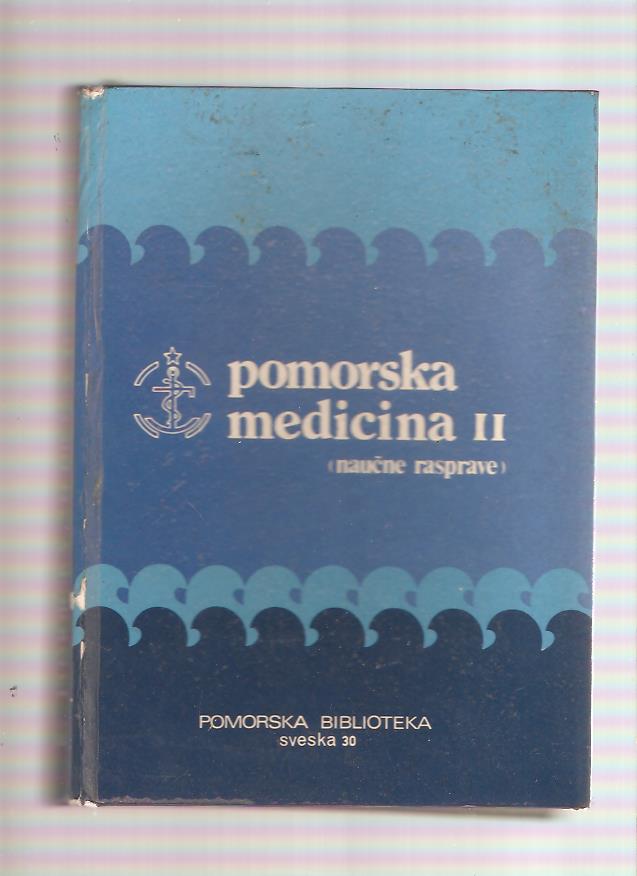 pomorska
medicina II
(naučne rasprave)
POMORSKA BIBLIOTEKA
sveska 30